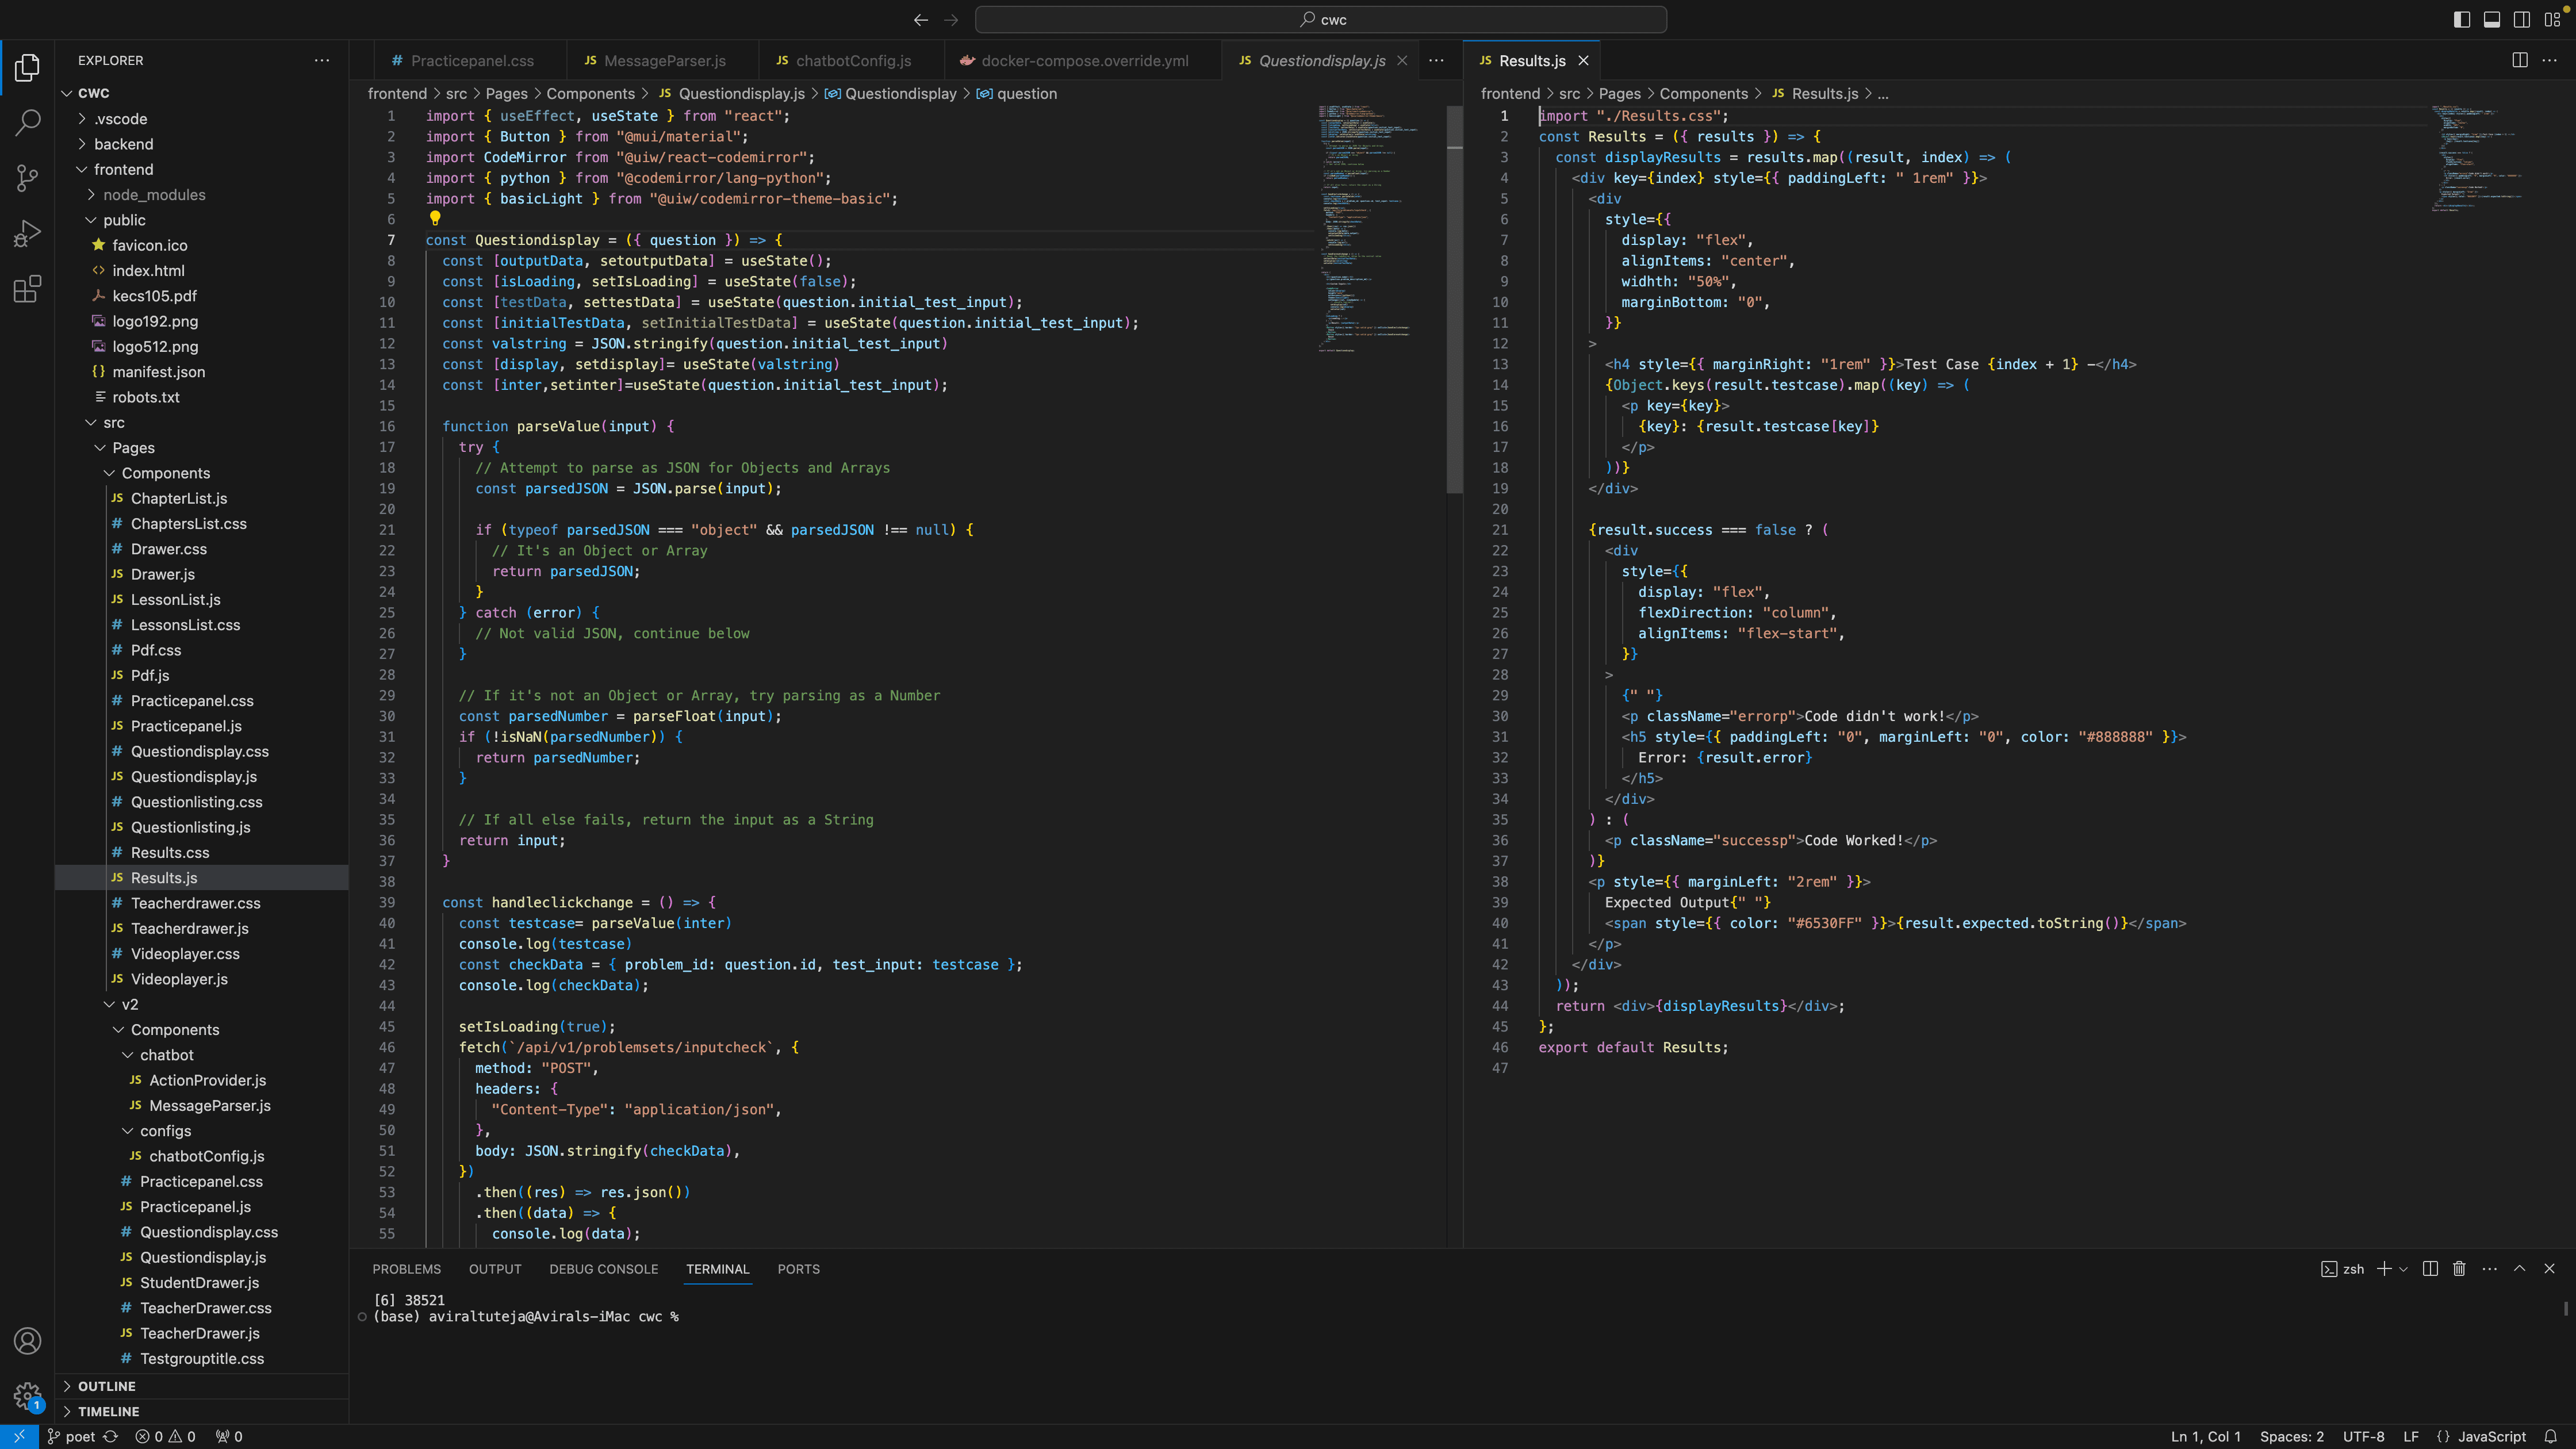 cwc
EXPLORER
CWC
.vscode
backend
frontend
node_modules
public
favicon.ico
index.html
kecs105.pdf
logo192.png
logo512.png
manifest.json
robots.txt
src
Pages
Components
ChapterList.js
ChaptersList.css
Drawer.css
Drawer.js
LessonList.js
LessonsList.css
Pdf.css
Pdf.js
Practicepanel.css
Practicepanel.js
Questiondisplay.css
Questiondisplay.js
Questionlisting.css
Questionlisting.js
Results.css
Results.js
Teacherdrawer.css
Teacherdrawer.js
Videoplayer.css
Videoplayer.js
v2
Components
chatbot
ActionProvider.js
MessageParser.js
configs
chatbotConfig.js
Practicepanel.css
Practicepanel.js
Questiondisplay.css
Questiondisplay.js
StudentDrawer.js
TeacherDrawer.css
TeacherDrawer.js
Testgrouptitle.css
OUTLINE
TIMELINE
# Practicepanel.css JS MessageParser.js JS chatbotConfig.js docker-compose.override.yml JS Questiondisplay.js
frontend > src > Pages > Components > JS Questiondisplay.js > Questiondisplay > question
1 import { useEffect, useState } from "react";
2 import { Button } from "@mui/material";
3 import CodeMirror from "@uiw/react-codemirror";
4 import { python } from "@codemirror/lang-python";
5 import { basicLight } from "@uiw/codemirror-theme-basic";
6
7 const Questiondisplay = ({ question }) => {
8 const [outputData, setoutputData] = useState();
9 const [isLoading, setIsLoading] = useState(false);
10 const [testData, settestData] = useState(question.initial_test_input);
11 const [initialTestData, setInitialTestData] = useState(question.initial_test_input);
12 const valstring = JSON.stringify(question.initial_test_input)
13 const [display, setdisplay]= useState(valstring)
14 const [inter,setinter]=useState(question.initial_test_input);
15
16 function parseValue(input) {
17 try {
18 // Attempt to parse as JSON for Objects and Arrays
19 const parsedJSON = JSON.parse(input);
20
21 if (typeof parsedJSON === "object" && parsedJSON !== null) {
22 // It's an Object or Array
23 return parsedJSON;
24 }
25 } catch (error) {
26 // Not valid JSON, continue below
27 }
28
29 // If it's not an Object or Array, try parsing as a Number
30 const parsedNumber = parseFloat(input);
31 if (!isNaN(parsedNumber)) {
32 return parsedNumber;
33 }
34
35 // If all else fails, return the input as a String
36 return input;
37 }
38
39 const handleclickchange = () => {
40 const testcase= parseValue(inter)
41 console.log(testcase)
42 const checkData = { problem_id: question.id, test_input: testcase };
43 console.log(checkData);
44
45 setIsLoading(true);
46 fetch(`/api/v1/problemsets/inputcheck`, {
47 method: "POST",
48 headers: {
49 "Content-Type": "application/json",
50 },
51 body: JSON.stringify(checkData),
52 })
53 .then((res) => res.json())
54 .then((data) => {
55 console.log(data);
JS Results.js
frontend > src > Pages > Components > JS Results.js > ...
1 import "./Results.css";
2 const Results = ({ results }) => {
3 const displayResults = results.map((result, index) => (
4 <div key={index} style={{ paddingLeft: " 1rem" }}>
5 <div
6 style={{
7 display: "flex",
8 alignItems: "center",
9 widhth: "50%",
10 marginBottom: "0",
11 }}
12 >
13 <h4 style={{ marginRight: "1rem" }}>Test Case {index + 1} -</h4>
14 {Object.keys(result.testcase).map((key) => (
15 <p key={key}>
16 {key}: {result.testcase[key]}
17 </p>
18 ))}
19 </div>
20
21 {result.success === false ? (
22 <div
23 style={{
24 display: "flex",
25 flexDirection: "column",
26 alignItems: "flex-start",
27 }}
28 >
29 {" "}
30 <p className="errorp">Code didn't work!</p>
31 <h5 style={{ paddingLeft: "0", marginLeft: "0", color: "#888888" }}>
32 Error: {result.error}
33 </h5>
34 </div>
35 ) : (
36 <p className="successp">Code Worked!</p>
37 )}
38 <p style={{ marginLeft: "2rem" }}>
39 Expected Output{" "}
40 <span style={{ color: "#6530FF" }}>{result.expected.toString()}</span>
41 </p>
42 </div>
43 ));
44 return <div>{displayResults}</div>;
45 };
46 export default Results;
47
PROBLEMS OUTPUT DEBUG CONSOLE TERMINAL PORTS
zsh
[6] 38521
(base) aviraltuteja@Avirals-iMac cwc %
1
poet 0 0 0
Ln 1, Col 1 Spaces: 2 UTF-8 LF {} JavaScript